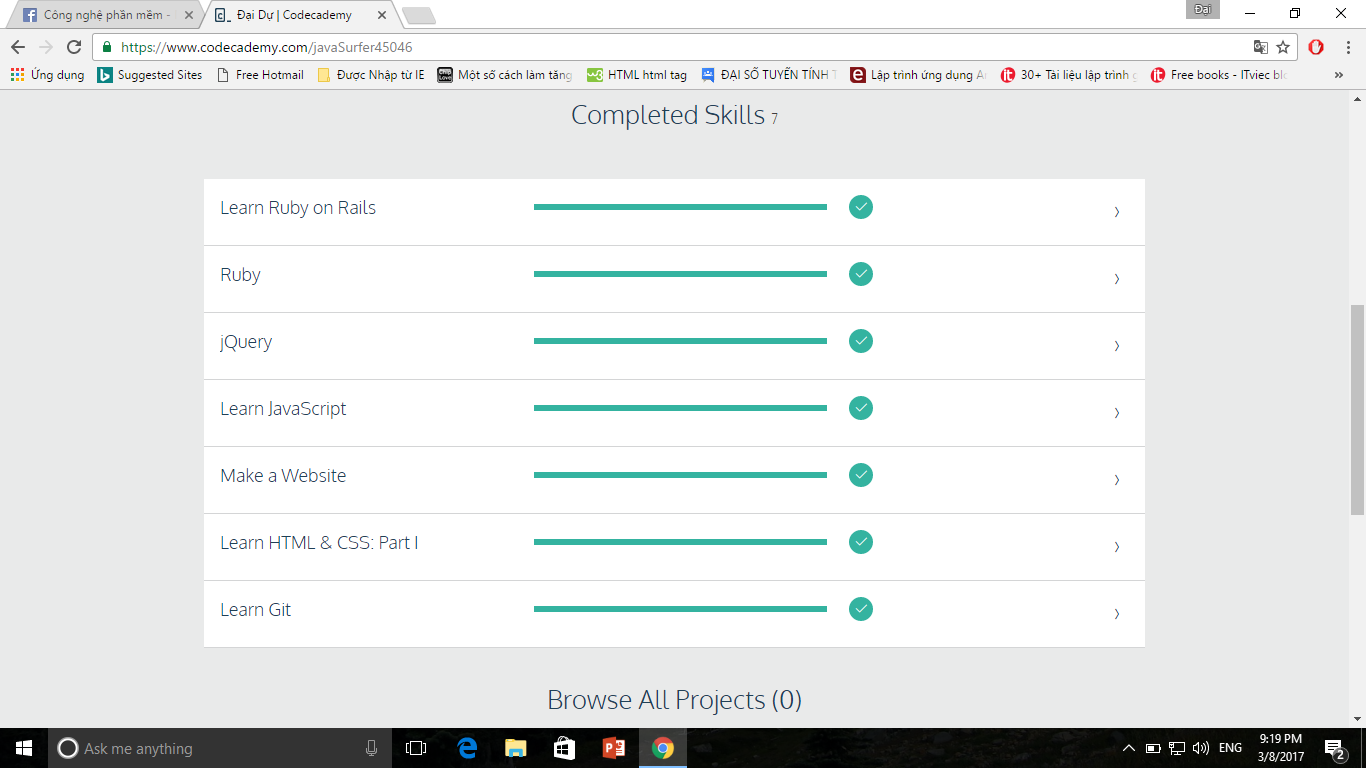 Công nghệ phần mềm -
Đại Dự | Codecademy
Đại
https://www.codecademy.com/javaSurfer45046
Ứng dụng
Suggested Sites
Free Hotmail
Được Nhập từ IE
Một số cách làm tăng
HTML html tag
ĐẠI SỐ TUYẾN TÍNH
Lập trình ứng dụng
30+ Tài liệu lập trình
Free books - ITviec
»
Completed Skills 7
Learn Ruby on Rails
Ruby
jQuery
Learn JavaScript
Make a Website
Learn HTML & CSS: Part I
Learn Git
Browse All Projects (0)
Ask me anything
ENG
9:19 PM
3/8/2017
2